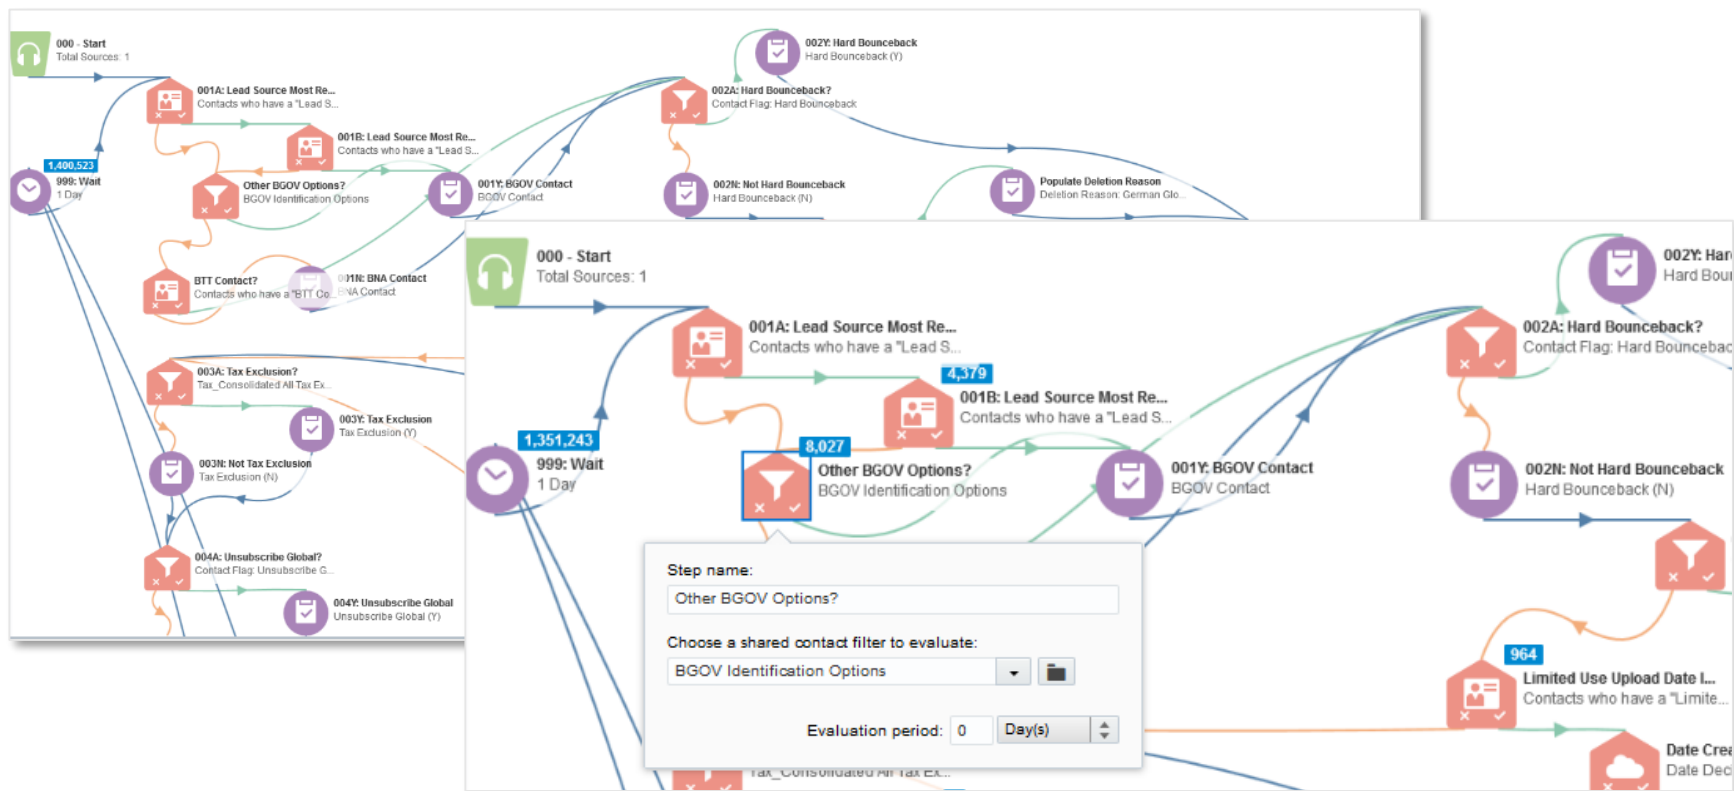 000 - Start
Total Sources: 1
002Y: Hard Bounceback
Hard Bounceback (Y)
001A: Lead Source Most Re...
Contacts who have a "Lead S...
002A: Hard Bounceback?
Contact Flag: Hard Bounceback
001B: Lead Source Most Re...
Contacts who have a "Lead S...
1,400,523
999: Wait
1 Day
Other BGOV Options?
BGOV Identification Options
001Y: BGOV Contact
BGOV Contact
002N: Not Hard Bounceback
Hard Bounceback (N)
Populate Deletion Reason
Deletion Reason: German Glo...
BTT Contact?
Contacts who have a "BTT Co...
001N: BNA Contact
BNA Contact
003A: Tax Exclusion?
Tax_Consolidated All Tax Ex...
003Y: Tax Exclusion
Tax Exclusion (Y)
003N: Not Tax Exclusion
Tax Exclusion (N)
004A: Unsubscribe Global?
Contact Flag: Unsubscribe G...
004Y: Unsubscribe Global
Unsubscribe Global (Y)
000 - Start
Total Sources: 1
002Y: Har
Hard Bou
001A: Lead Source Most Re...
Contacts who have a "Lead S...
002A: Hard Bounceback?
Contact Flag: Hard Bouncebac
4,379
001B: Lead Source Most Re...
Contacts who have a "Lead S...
1,351,243
999: Wait
1 Day
8,027
Other BGOV Options?
BGOV Identification Options
001Y: BGOV Contact
BGOV Contact
002N: Not Hard Bounceback
Hard Bounceback (N)
Step name:
Other BGOV Options?
Choose a shared contact filter to evaluate:
BGOV Identification Options
Evaluation period: 0 Day(s)
964
Limited Use Upload Date I...
Contacts who have a "Limite...
Date Crea
Date Dec
Tax_Consolidated All Tax Ex...